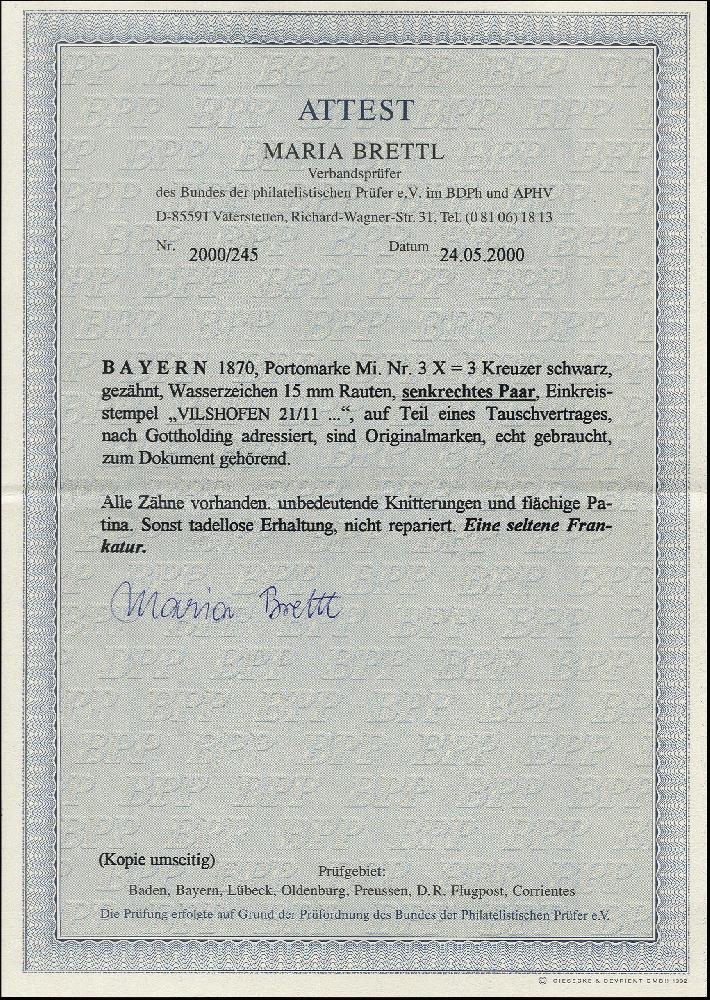 ATTEST
MARIA BRETTL
Verbandsprüfer
des Bundes der philatelistischen Prüfer e.V. im BDPh und APHV
D-85591 Vaterstetten, Richard-Wagner-Str. 31, Tel. (0 81 06) 18 13
Nr. 2000/245 Datum 24.05.2000
BAYERN 1870, Portomarke Mi. Nr. 3 X = 3 Kreuzer schwarz,
gezähnt, Wasserzeichen 15 mm Rauten, senkrechtes Paar, Einkreis-
stempel „VILSHOFEN 21/11 ...“, auf Teil eines Tauschvertrages,
nach Gottholding adressiert, sind Originalmarken, echt gebraucht,
zum Dokument gehörend.
Alle Zähne vorhanden. unbedeutende Knitterungen und flächige Pa-
tina. Sonst tadellose Erhaltung, nicht repariert. Eine seltene Fran-
katur.
Maria Brettl
(Kopie umseitig)
Prüfgebiet:
Baden, Bayern, Lübeck, Oldenburg, Preussen, D.R. Flugpost, Corrientes
Die Prüfung erfolgte auf Grund der Prüfordnung des Bundes der Philatelistischen Prüfer e.V.
© GIESECKE & DEVRIENT GMBH 1992